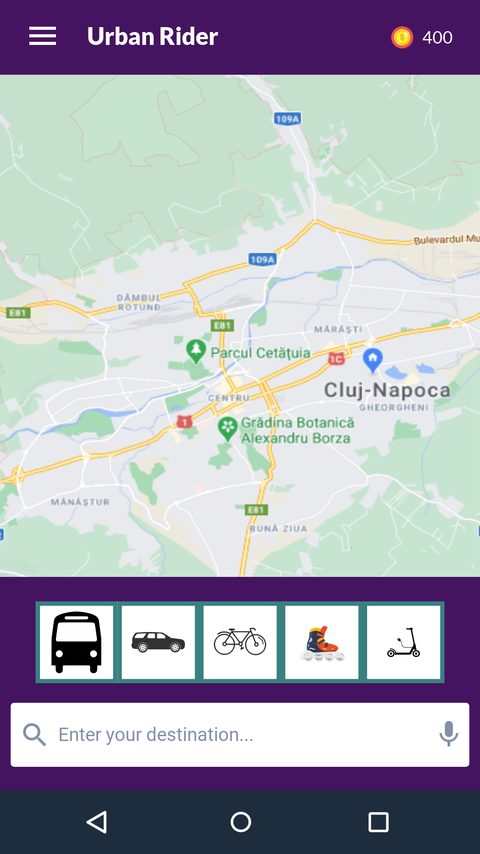 Urban Rider
400
109A
Bulevardul Mu
109A
DÂMBUL
ROTUND
E81
E81
MĂRĂȘTI
Parcul Cetățuia
1C
Cluj-Napoca
CENTRU
GHEORGHENI
1
Grădina Botanică
Alexandru Borza
MĂNĂȘTUR
E81
BUNĂ ZIUA
Enter your destination...